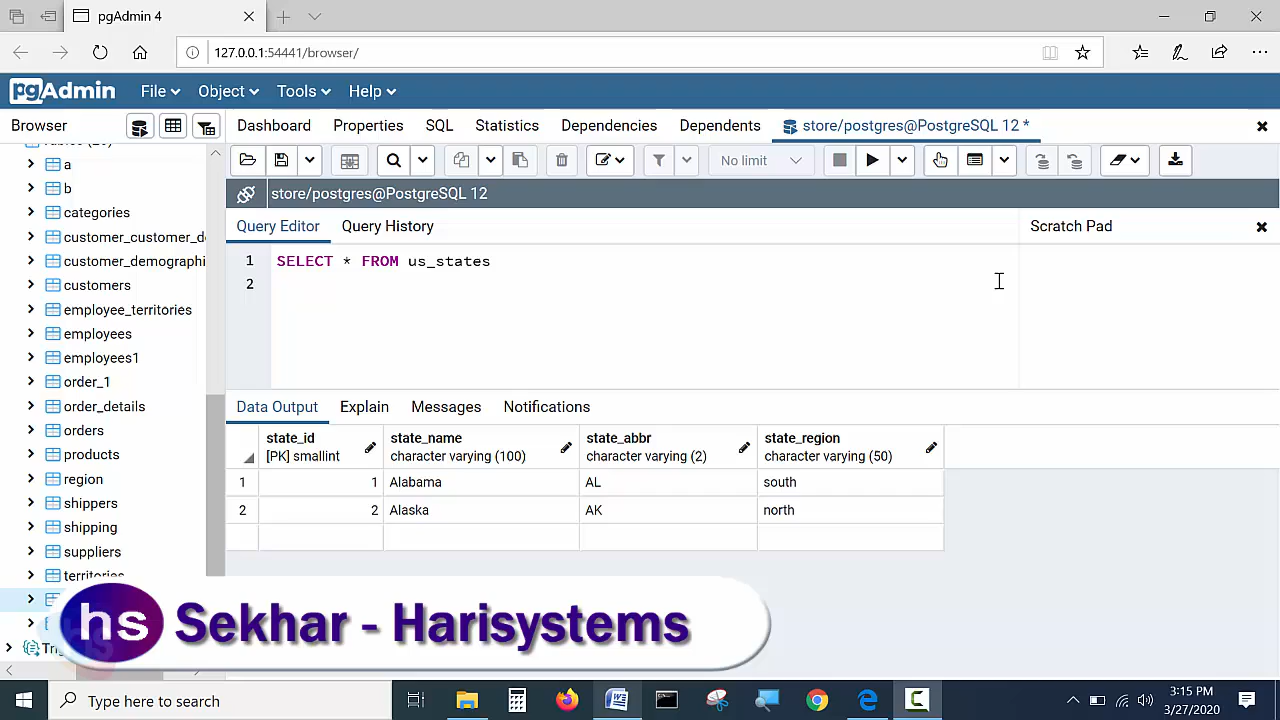 pgAdmin 4
127.0.0.1:54441/browser/
pgAdmin File Object Tools Help
Browser
Dashboard Properties SQL Statistics Dependencies Dependents store/postgres@PostgreSQL 12 *
No limit
store/postgres@PostgreSQL 12
Query Editor Query History
Scratch Pad
1 SELECT * FROM us_states
2
a
b
categories
customer_customer_d
customer_demographi
customers
employee_territories
employees
employees1
order_1
order_details
orders
products
region
shippers
shipping
suppliers
territories
Data Output Explain Messages Notifications
state_id state_name state_abbr state_region
[PK] smallint character varying (100) character varying (2) character varying (50)
1 1 Alabama AL south
2 2 Alaska AK north
hs Sekhar - Harisystems
Type here to search
3:15 PM
3/27/2020